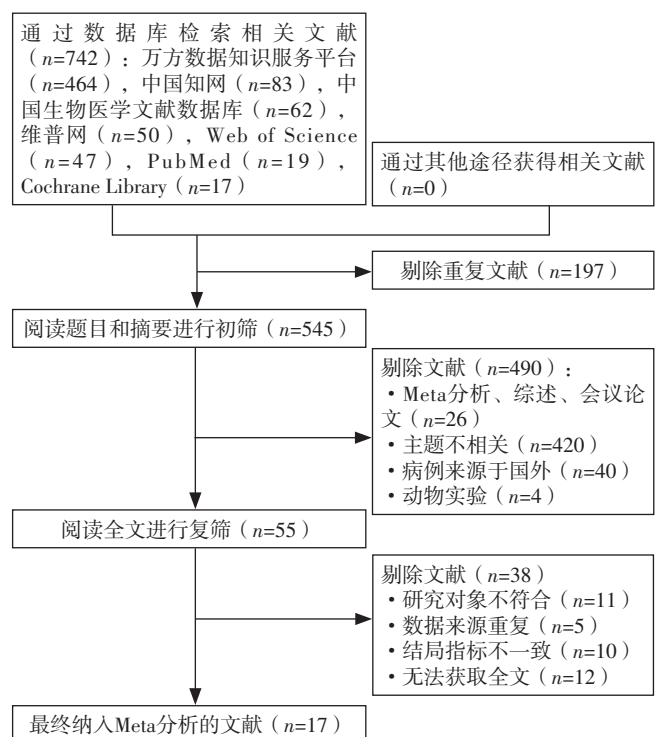 通过数据库检索相关文献
（n=742）：万方数据知识服务平台
（n=464），中国知网（n=83），中
国生物医学文献数据库（n=62），
维普网（n=50），Web of Science
（n=47），PubMed（n=19），
Cochrane Library（n=17）
通过其他途径获得相关文献
（n=0）
剔除重复文献（n=197）
阅读题目和摘要进行初筛（n=545）
剔除文献（n=490）：
·Meta分析、综述、会议论
文（n=26）
·主题不相关（n=420）
·病例来源于国外（n=40）
·动物实验（n=4）
阅读全文进行复筛（n=55）
剔除文献（n=38）
·研究对象不符合（n=11）
·数据来源重复（n=5）
·结局指标不一致（n=10）
·无法获取全文（n=12）
最终纳入Meta分析的文献（n=17）